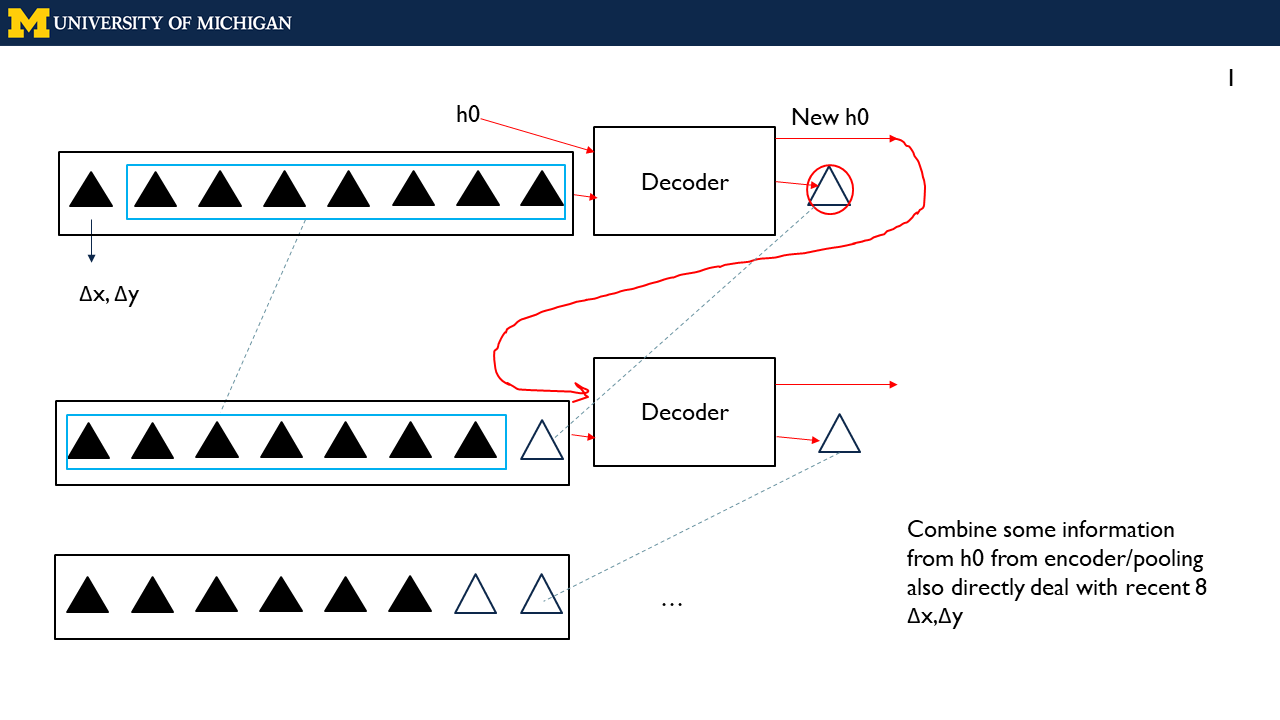 UNIVERSITY OF MICHIGAN
1
h0
New h0
Decoder
Δx, Δy
Decoder
Combine some information
from h0 from encoder/pooling
also directly deal with recent 8
Δx,Δy
…